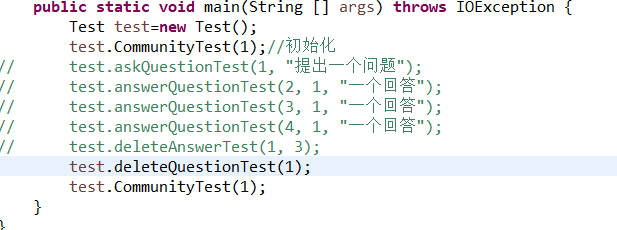 public static void main(String [] args) throws IOException {
Test test=new Test();
test.CommunityTest(1);//初始化
// test.askQuestionTest(1, "提出一个问题");
// test.answerQuestionTest(2, 1, "一个回答");
// test.answerQuestionTest(3, 1, "一个回答");
// test.answerQuestionTest(4, 1, "一个回答");
// test.deleteAnswerTest(1, 3);
test.deleteQuestionTest(1);
test.CommunityTest(1);
}
}